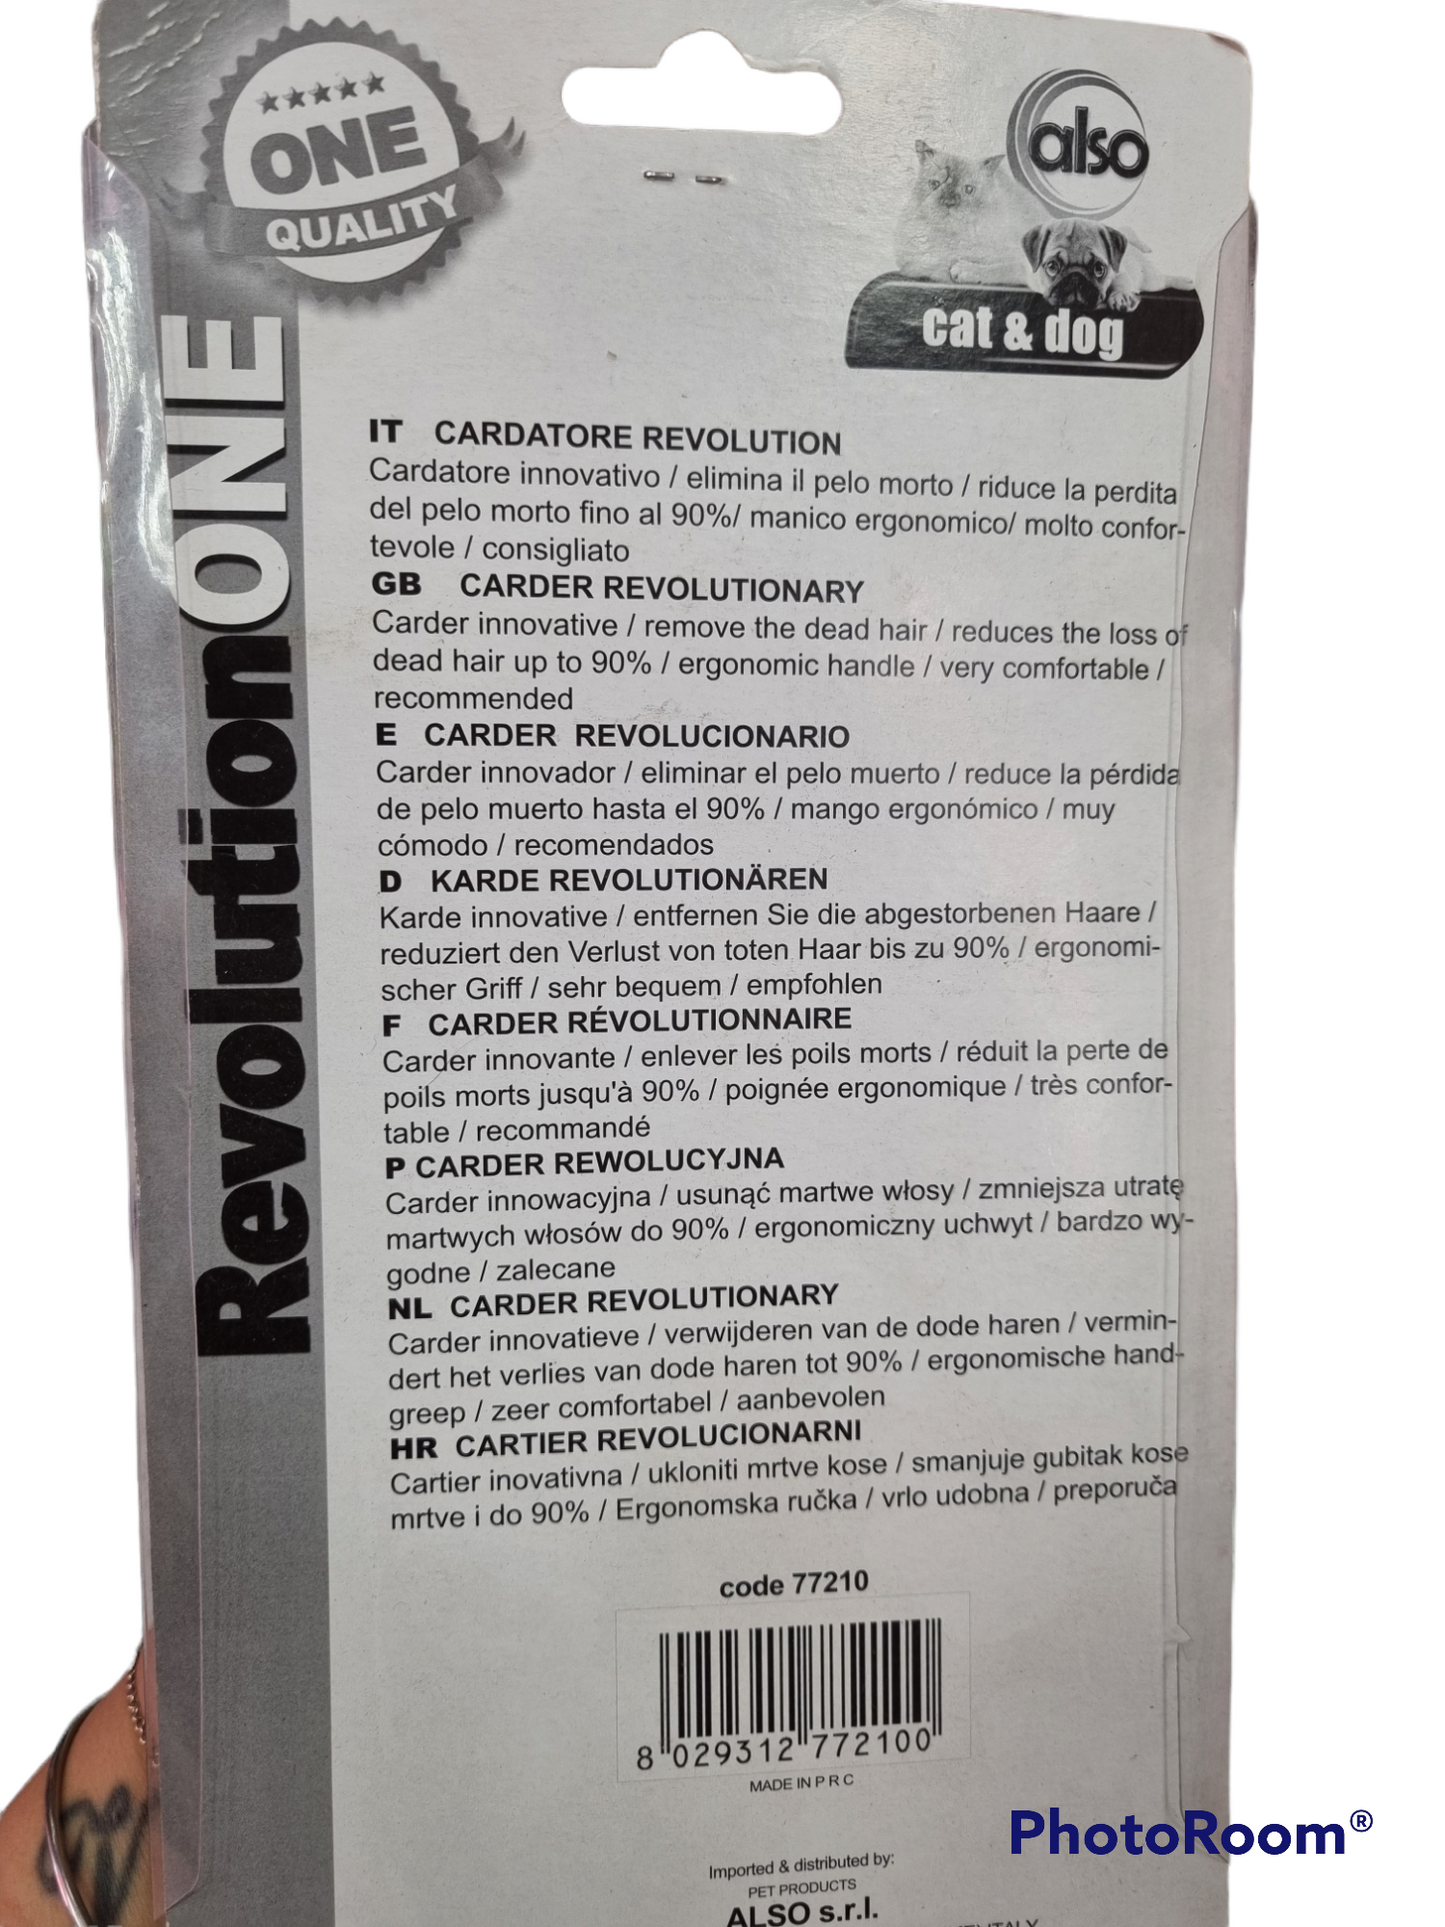 ONE
QUALITY
also
cat & dog
RevolutionONE
IT CARDATORE REVOLUTION
Cardatore innovativo / elimina il pelo morto / riduce la perdita
del pelo morto fino al 90%/ manico ergonomico/ molto confor-
tevole / consigliato
GB CARDER REVOLUTIONARY
Carder innovative / remove the dead hair / reduces the loss of
dead hair up to 90% / ergonomic handle / very comfortable /
recommended
E CARDER REVOLUCIONARIO
Carder innovador / eliminar el pelo muerto / reduce la pérdida
de pelo muerto hasta el 90% / mango ergonómico / muy
cómodo / recomendados
D KARDE REVOLUTIONÄREN
Karde innovative / entfernen Sie die abgestorbenen Haare /
reduziert den Verlust von toten Haar bis zu 90% / ergonomi-
scher Griff / sehr bequem / empfohlen
F CARDER RÉVOLUTIONNAIRE
Carder innovante / enlever les poils morts / réduit la perte de
poils morts jusqu'à 90% / poignée ergonomique / très confor-
table / recommandé
P CARDER REWOLUCYJNA
Carder innowacyjna / usunąć martwe włosy / zmniejsza utratę
martwych włosów do 90% / ergonomiczny uchwyt / bardzo wy-
godne / zalecane
NL CARDER REVOLUTIONARY
Carder innovatieve / verwijderen van de dode haren / vermin-
dert het verlies van dode haren tot 90% / ergonomische hand-
greep / zeer comfortabel / aanbevolen
HR CARTIER REVOLUCIONARNI
Cartier inovativna / ukloniti mrtve kose / smanjuje gubitak kose
mrtve i do 90% / Ergonomska ručka / vrlo udobna / preporuča
code 77210
8 029312 772100
MADE IN P R C
Imported & distributed by:
PET PRODUCTS
ALSO s.r.l.
PhotoRoom®